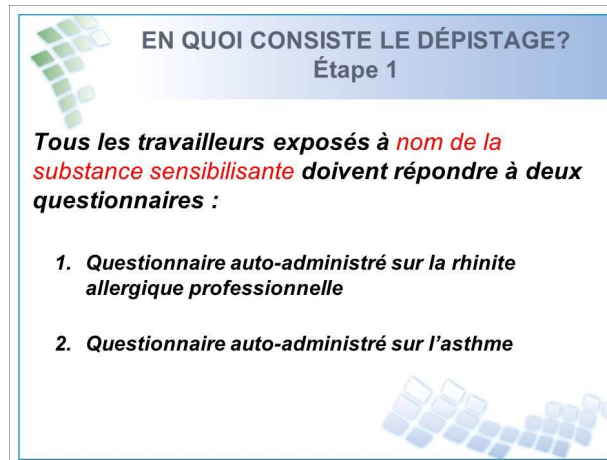 EN QUOI CONSISTE LE DÉPISTAGE?
Étape 1
Tous les travailleurs exposés à nom de la
substance sensibilisante doivent répondre à deux
questionnaires :
1. Questionnaire auto-administré sur la rhinite
allergique professionnelle
2. Questionnaire auto-administré sur l’asthme